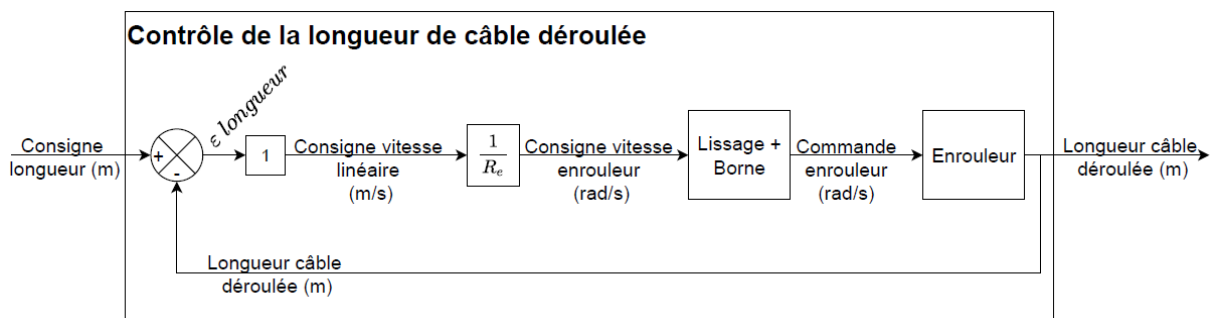 Contrôle de la longueur de câble déroulée
Consigne
longueur (m)
+
-
ε longueur
1
Consigne vitesse
linéaire
(m/s)
1
R_e
Consigne vitesse
enrouleur
(rad/s)
Lissage +
Borne
Commande
enrouleur
(rad/s)
Enrouleur
Longueur câble
déroulée (m)
Longueur câble
déroulée (m)